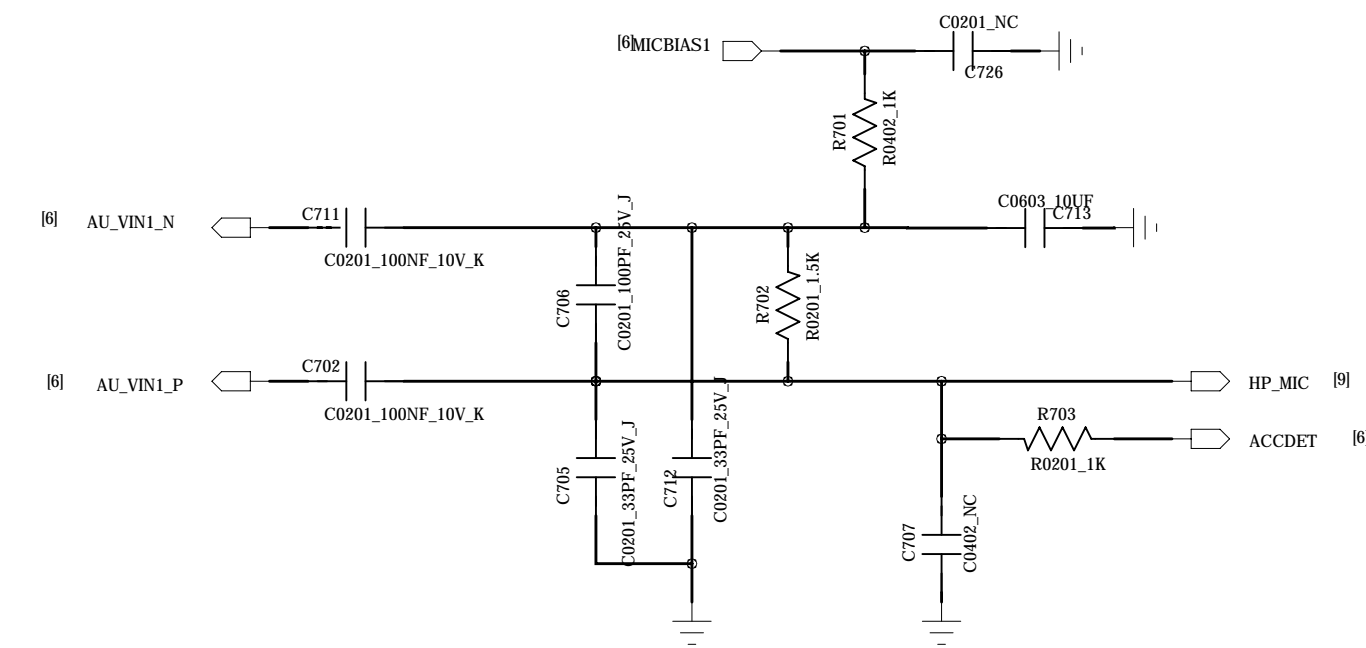 C0201_NC
[6]MICBIAS1
C726
R701
R0402_1K
[6] AU_VIN1_N
C711
C0201_100NF_10V_K
C0603_10UF
C713
C706
C0201_100PF_25V_J
R702
R0201_1.5K
[6] AU_VIN1_P
C702
C0201_100NF_10V_K
HP_MIC [9]
R703
R0201_1K
ACCDET [6
C705
C0201_33PF_25V_J
C712
C0201_33PF_25V_J
C707
C0402_NC